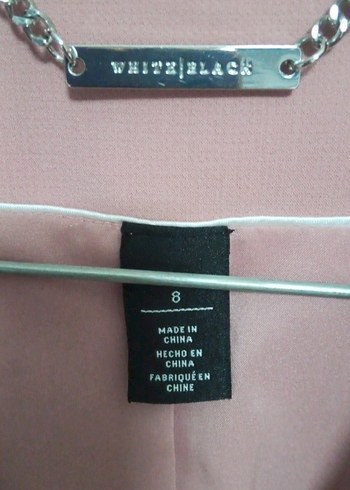 WHITE|BLACK
8
MADE IN
CHINA
HECHO EN
CHINA
FABRIQUÉ EN
CHINE